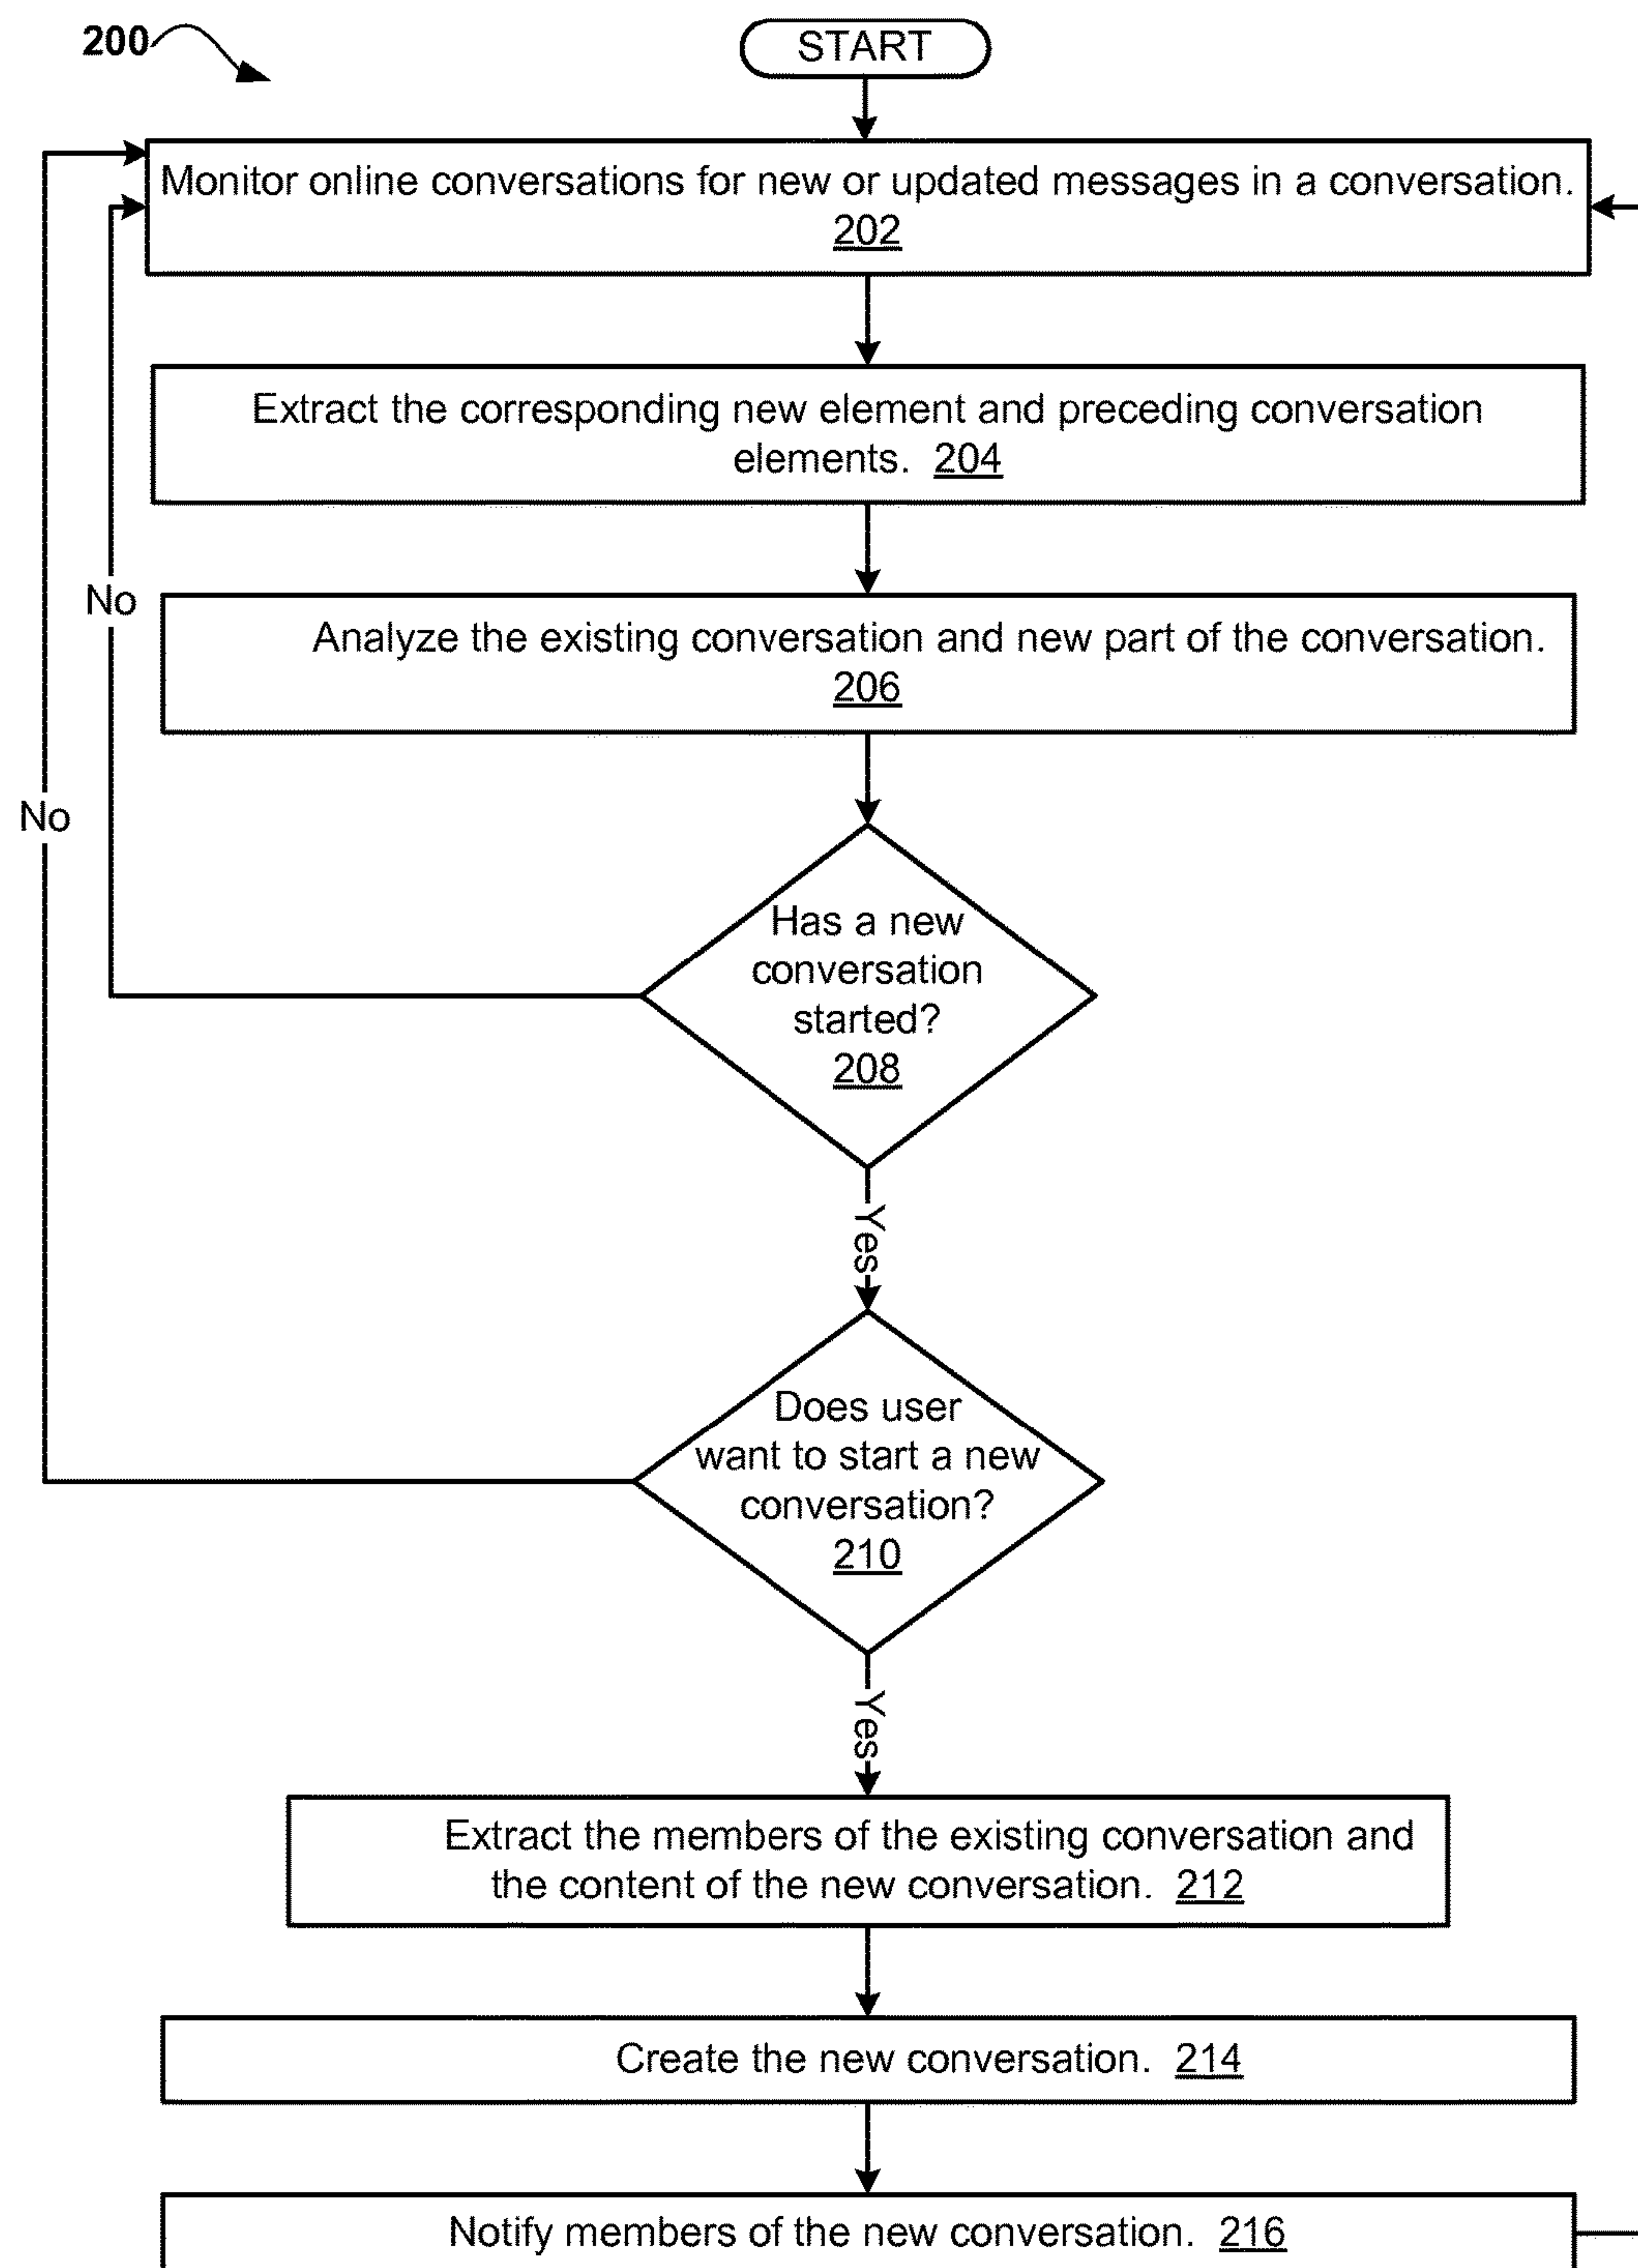 200
START
Monitor online conversations for new or updated messages in a conversation.
202
Extract the corresponding new element and preceding conversation
elements. 204
No
Analyze the existing conversation and new part of the conversation.
206
No
Has a new
conversation
started?
208
Yes
Does user
want to start a new
conversation?
210
Yes
Extract the members of the existing conversation and
the content of the new conversation. 212
Create the new conversation. 214
Notify members of the new conversation. 216